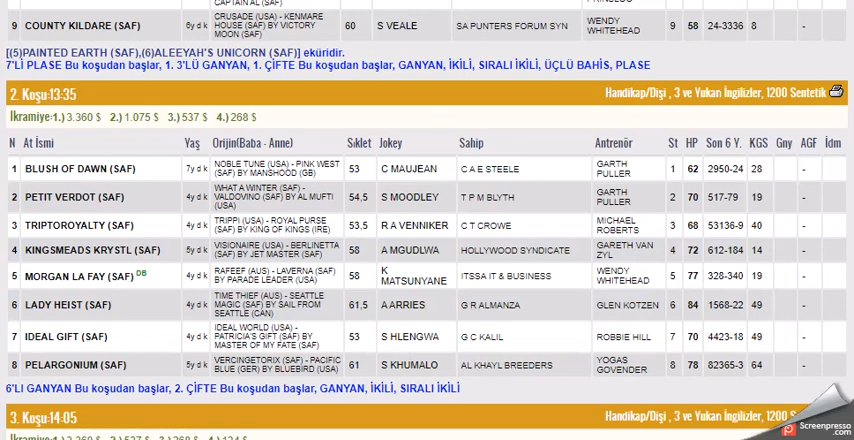 CAPTAIN AL (SAF)
PRINSLOO
9 COUNTY KILDARE (SAF) 6y d k CRUSADE (USA) - KENMARE HOUSE (SAF) BY VICTORY MOON (SAF) 60 S VEALE SA PUNTERS FORUM SYN WENDY WHITEHEAD 9 58 24-3336 8 -
[(5)PAINTED EARTH (SAF),(6)ALEEYAH'S UNICORN (SAF)] eküridir.
7'Lİ PLASE Bu koşudan başlar, 1. 3'LÜ GANYAN, 1. ÇİFTE Bu koşudan başlar, GANYAN, İKİLİ, SIRALI İKİLİ, ÜÇLÜ BAHİS, PLASE
2. Koşu:13:35 Handikap/Dişi , 3 ve Yukarı İngilizler, 1200 Sentetik
İkramiye:1.) 3.360 $ 2.) 1.075 $ 3.) 537 $ 4.) 268 $
N At İsmi Yaş Orijin(Baba - Anne) Sıklet Jokey Sahip Antrenör St HP Son 6 Y. KGS Gny AGF İdm
1 BLUSH OF DAWN (SAF) 7y d k NOBLE TUNE (USA) - PINK WEST (SAF) BY MANSHOOD (GB) 53 C MAUJEAN C A E STEELE GARTH PULLER 1 62 2950-24 28 -
2 PETIT VERDOT (SAF) 4y d k WHAT A WINTER (SAF) - VALDOVINO (SAF) BY AL MUFTI (USA) 54,5 S MOODLEY T P M BLYTH GARTH PULLER 2 70 517-79 19 -
3 TRIPTOROYALTY (SAF) 4y d k TRIPPI (USA) - ROYAL PURSE (SAF) BY KING OF KINGS (IRE) 53,5 R A VENNIKER C T CROWE MICHAEL ROBERTS 3 68 53136-9 40 -
4 KINGSMEADS KRYSTL (SAF) 5y d k VISIONAIRE (USA) - BERLINETTA (SAF) BY JET MASTER (SAF) 58 A MGUDLWA HOLLYWOOD SYNDICATE GARETH VAN ZYL 4 72 612-184 14 -
5 MORGAN LA FAY (SAF) DB 4y d k RAFEEF (AUS) - LAVERNA (SAF) BY PARADE LEADER (USA) 58 K MATSUNYANE ITSSA IT & BUSINESS WENDY WHITEHEAD 5 77 328-340 19 -
6 LADY HEIST (SAF) 4y d k TIME THIEF (AUS) - SEATTLE MAGIC (SAF) BY SAIL FROM SEATTLE (CAN) 61,5 A ARRIES G R ALMANZA GLEN KOTZEN 6 84 1568-22 49 -
7 IDEAL GIFT (SAF) 4y d k IDEAL WORLD (USA) - PATRICIA'S GIFT (SAF) BY MASTER OF MY FATE (SAF) 53 S HLENGWA G C KALIL ROBBIE HILL 7 70 4423-18 49 -
8 PELARGONIUM (SAF) 5y d k VERCINGETORIX (SAF) - PACIFIC BLUE (GER) BY BLUEBIRD (USA) 61 S KHUMALO AL KHAYL BREEDERS YOGAS GOVENDER 8 78 82365-3 64 -
6'LI GANYAN Bu koşudan başlar, 2. ÇİFTE Bu koşudan başlar, GANYAN, İKİLİ, SIRALI İKİLİ
3. Koşu:14:05 Handikap/Dişi , 3 ve Yukarı İngilizler, 1200
Screenpresso
.com